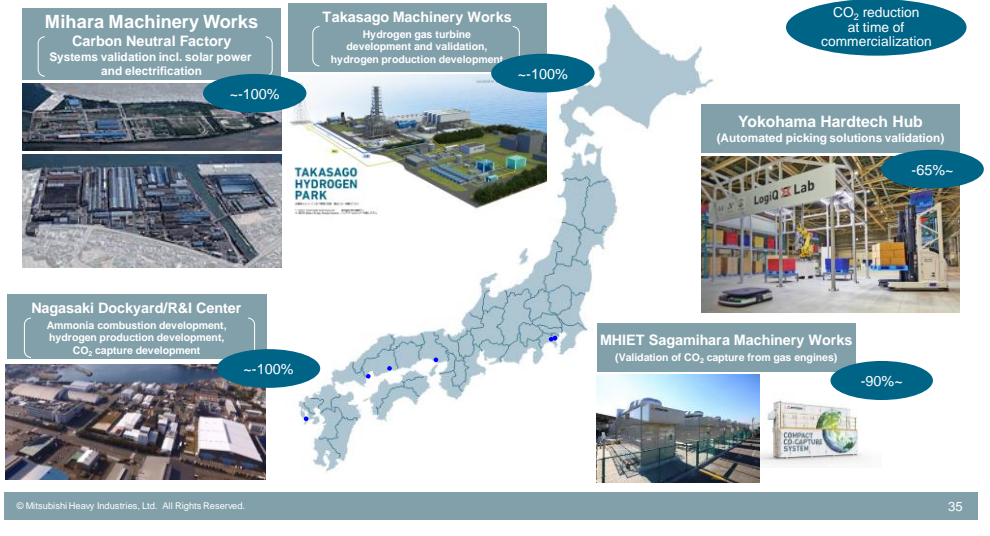 Mihara Machinery Works
Carbon Neutral Factory
Systems validation incl. solar power
and electrification
~-100%
Takasago Machinery Works
Hydrogen gas turbine
development and validation,
hydrogen production development
~-100%
TAKASAGO
HYDROGEN
PARK
CO₂ reduction
at time of
commercialization
Yokohama Hardtech Hub
(Automated picking solutions validation)
-65%~
LogiQ X Lab
Nagasaki Dockyard/R&I Center
Ammonia combustion development,
hydrogen production development,
CO₂ capture development
~-100%
MHIET Sagamihara Machinery Works
(Validation of CO₂ capture from gas engines)
-90%~
COMPACT
CO₂ CAPTURE
SYSTEM
© Mitsubishi Heavy Industries, Ltd. All Rights Reserved.
35